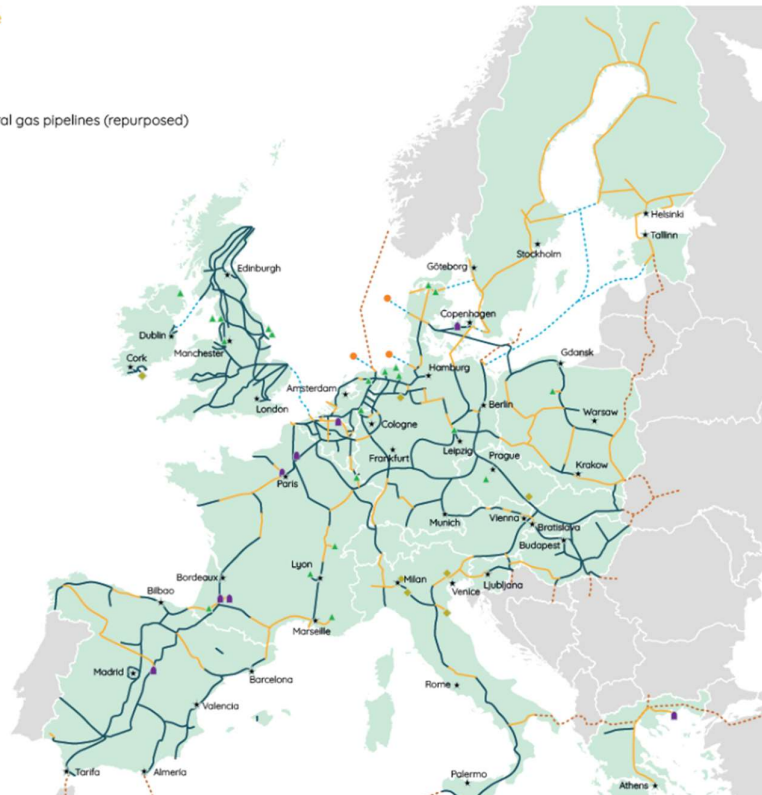 al gas pipelines (repurposed)
Helsinki
Tallinn
Stockholm
Göteborg
Edinburgh
Copenhagen
Dublin
Manchester
Cork
Gdansk
Hamburg
Amsterdam
London
Berlin
Warsaw
Cologne
Leipzig
Prague
Frankfurt
Krakow
Paris
Munich
Vienna
Bratislava
Budapest
Lyon
Bordeaux
Milan
Ljubljana
Venice
Bilbao
Marseille
Madrid
Barcelona
Rome
Valencia
Tarifa
Almería
Palermo
Athens